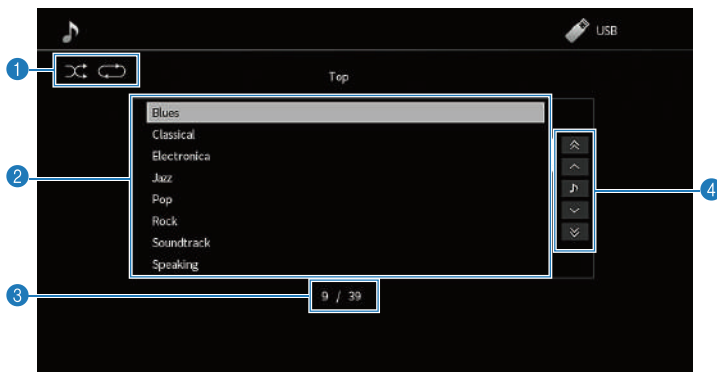 USB
1
Top
Blues
Classical
Electronica
Jazz
2
4
Pop
Rock
Soundtrack
Speaking
3
9 / 39